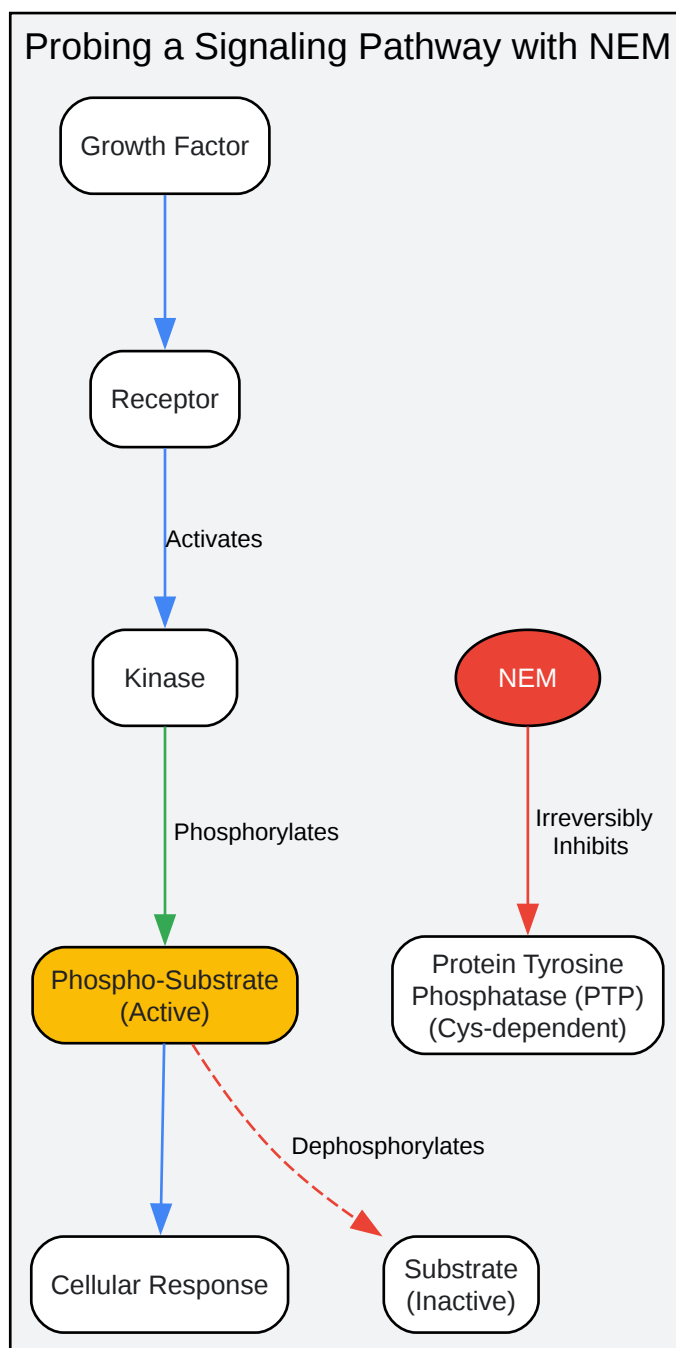 Probing a Signaling Pathway with NEM
Growth Factor
Receptor
Activates
Kinase
NEM
Phosphorylates
Irreversibly
Inhibits
Phospho-Substrate
(Active)
Protein Tyrosine
Phosphatase (PTP)
(Cys-dependent)
Dephosphorylates
Cellular Response
Substrate
(Inactive)